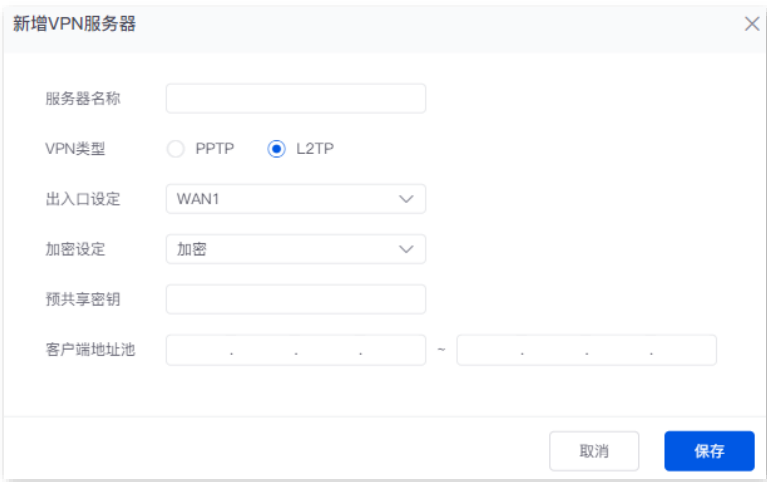 新增VPN服务器
服务器名称
VPN类型 PPTP L2TP
出入口设定 WAN1
加密设定 加密
预共享密钥
客户端地址池 . . . ~ . . .
取消 保存